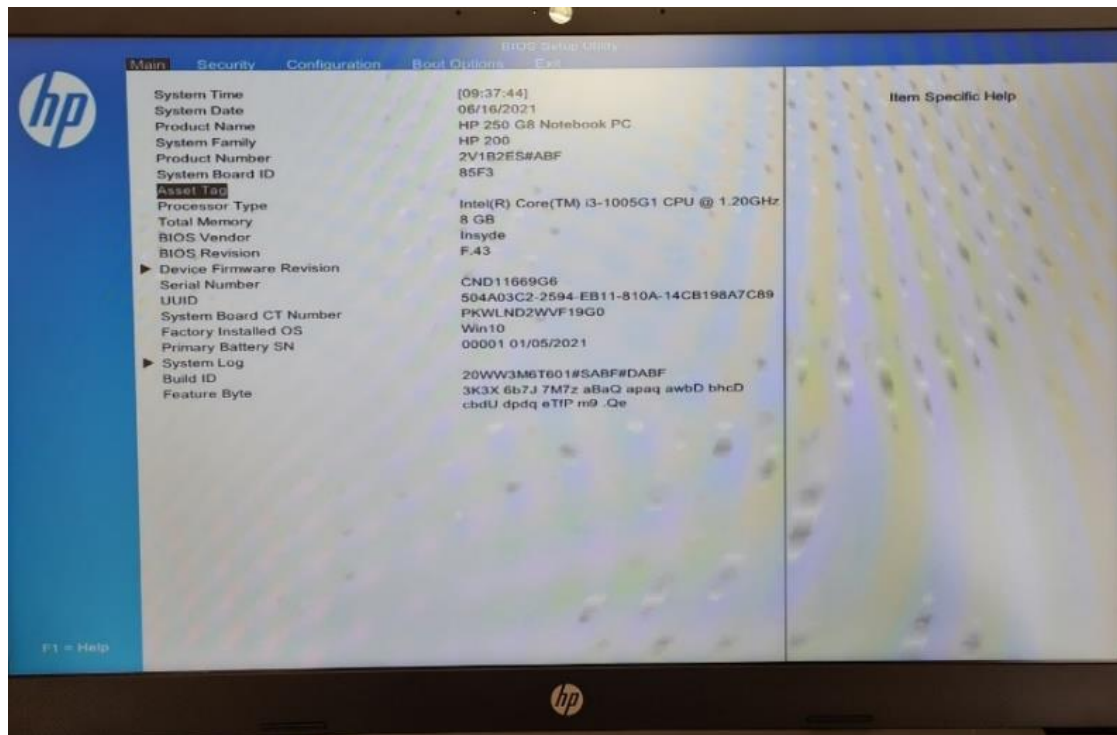 BIOS Setup Utility
Main Security Configuration Boot Options Exit
hp
System Time [09:37:44]
System Date 06/16/2021
Product Name HP 250 G8 Notebook PC
System Family HP 200
Product Number 2V1B2ES#ABF
System Board ID 85F3
Asset Tag
Processor Type Intel(R) Core(TM) i3-1005G1 CPU @ 1.20GHz
Total Memory 8 GB
BIOS Vendor Insyde
BIOS Revision F.43
Device Firmware Revision
Serial Number CND11669G6
UUID 504A03C2-2594-EB11-810A-14CB198A7C89
System Board CT Number PKWLND2WVF19G0
Factory Installed OS Win10
Primary Battery SN 00001 01/05/2021
System Log
Build ID 20WW3M6T601#SABF#DABF
Feature Byte 3K3X 6b7J 7M7z aBaQ apaq awbD bhcD
cbdU dpdq eTfP m9 .Qe
Item Specific Help
F1 = Help
hp